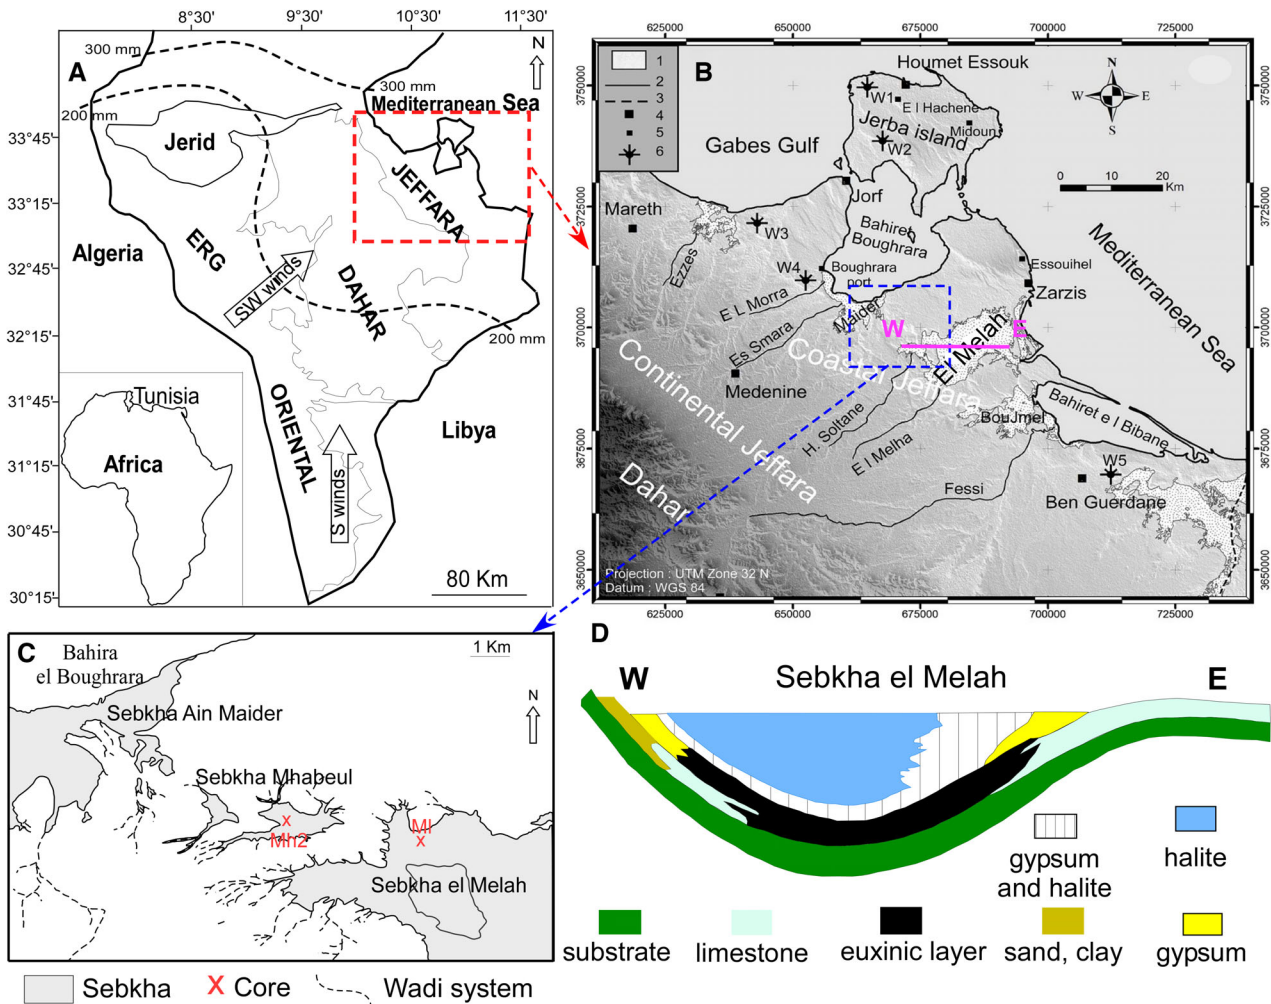 8°30'
9°30'
10°30'
11°30'
A
300 mm
200 mm
300 mm
Mediterranean Sea
N
33°45'
33°15'
32°45'
32°15'
31°45'
31°15'
30°45'
30°15'
Jerid
JEFFARA
Algeria
ERG
SW winds
DAHAR
200 mm
ORIENTAL
Libya
S winds
Tunisia
Africa
80 Km
625000
650000
675000
700000
725000
B
1
2
3
4
5
6
Houmet Essouk
W1
E l Hachene
Jerba island
Midoun
W2
Gabes Gulf
N
W
E
S
0
10
20
Km
Jorf
Mareth
W3
Bahiret
Boughrara
Ezzes
W4
Boughrara
port
Essouihel
Zarzis
Mediterranean Sea
E L Morra
Maider
W
E
Es Smara
El Melah
Medenine
Coastal Jeffara
Continental Jeffara
H. Soltane
E l Melha
BouJmel
Bahiret e l Bibane
Dahar
Fessi
W5
Ben Guerdane
Projection : UTM Zone 32 N
Datum : WGS 84
3750000
3725000
3700000
3675000
3650000
3750000
3725000
3700000
3675000
3650000
625000
650000
675000
700000
725000
C
Bahira
el Boughrara
1 Km
N
Sebkha Ain Maider
Sebkha Mhabeul
Mh2
Ml
Sebkha el Melah
Sebkha
X Core
Wadi system
D
W
Sebkha el Melah
E
gypsum
and halite
halite
substrate
limestone
euxinic layer
sand, clay
gypsum